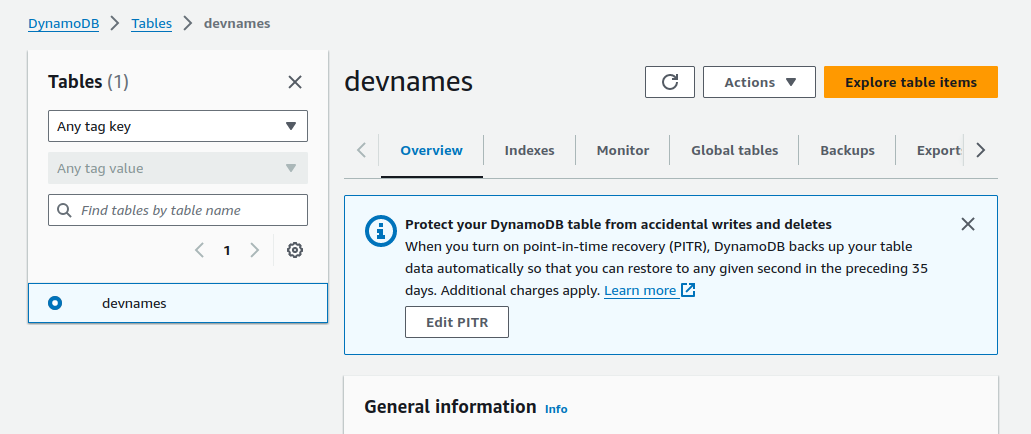 DynamoDB > Tables > devnames
Tables (1)
Any tag key
Any tag value
Find tables by table name
1
devnames
devnames
Actions
Explore table items
Overview
Indexes
Monitor
Global tables
Backups
Export
Protect your DynamoDB table from accidental writes and deletes
When you turn on point-in-time recovery (PITR), DynamoDB backs up your table
data automatically so that you can restore to any given second in the preceding 35
days. Additional charges apply. Learn more
Edit PITR
General information Info